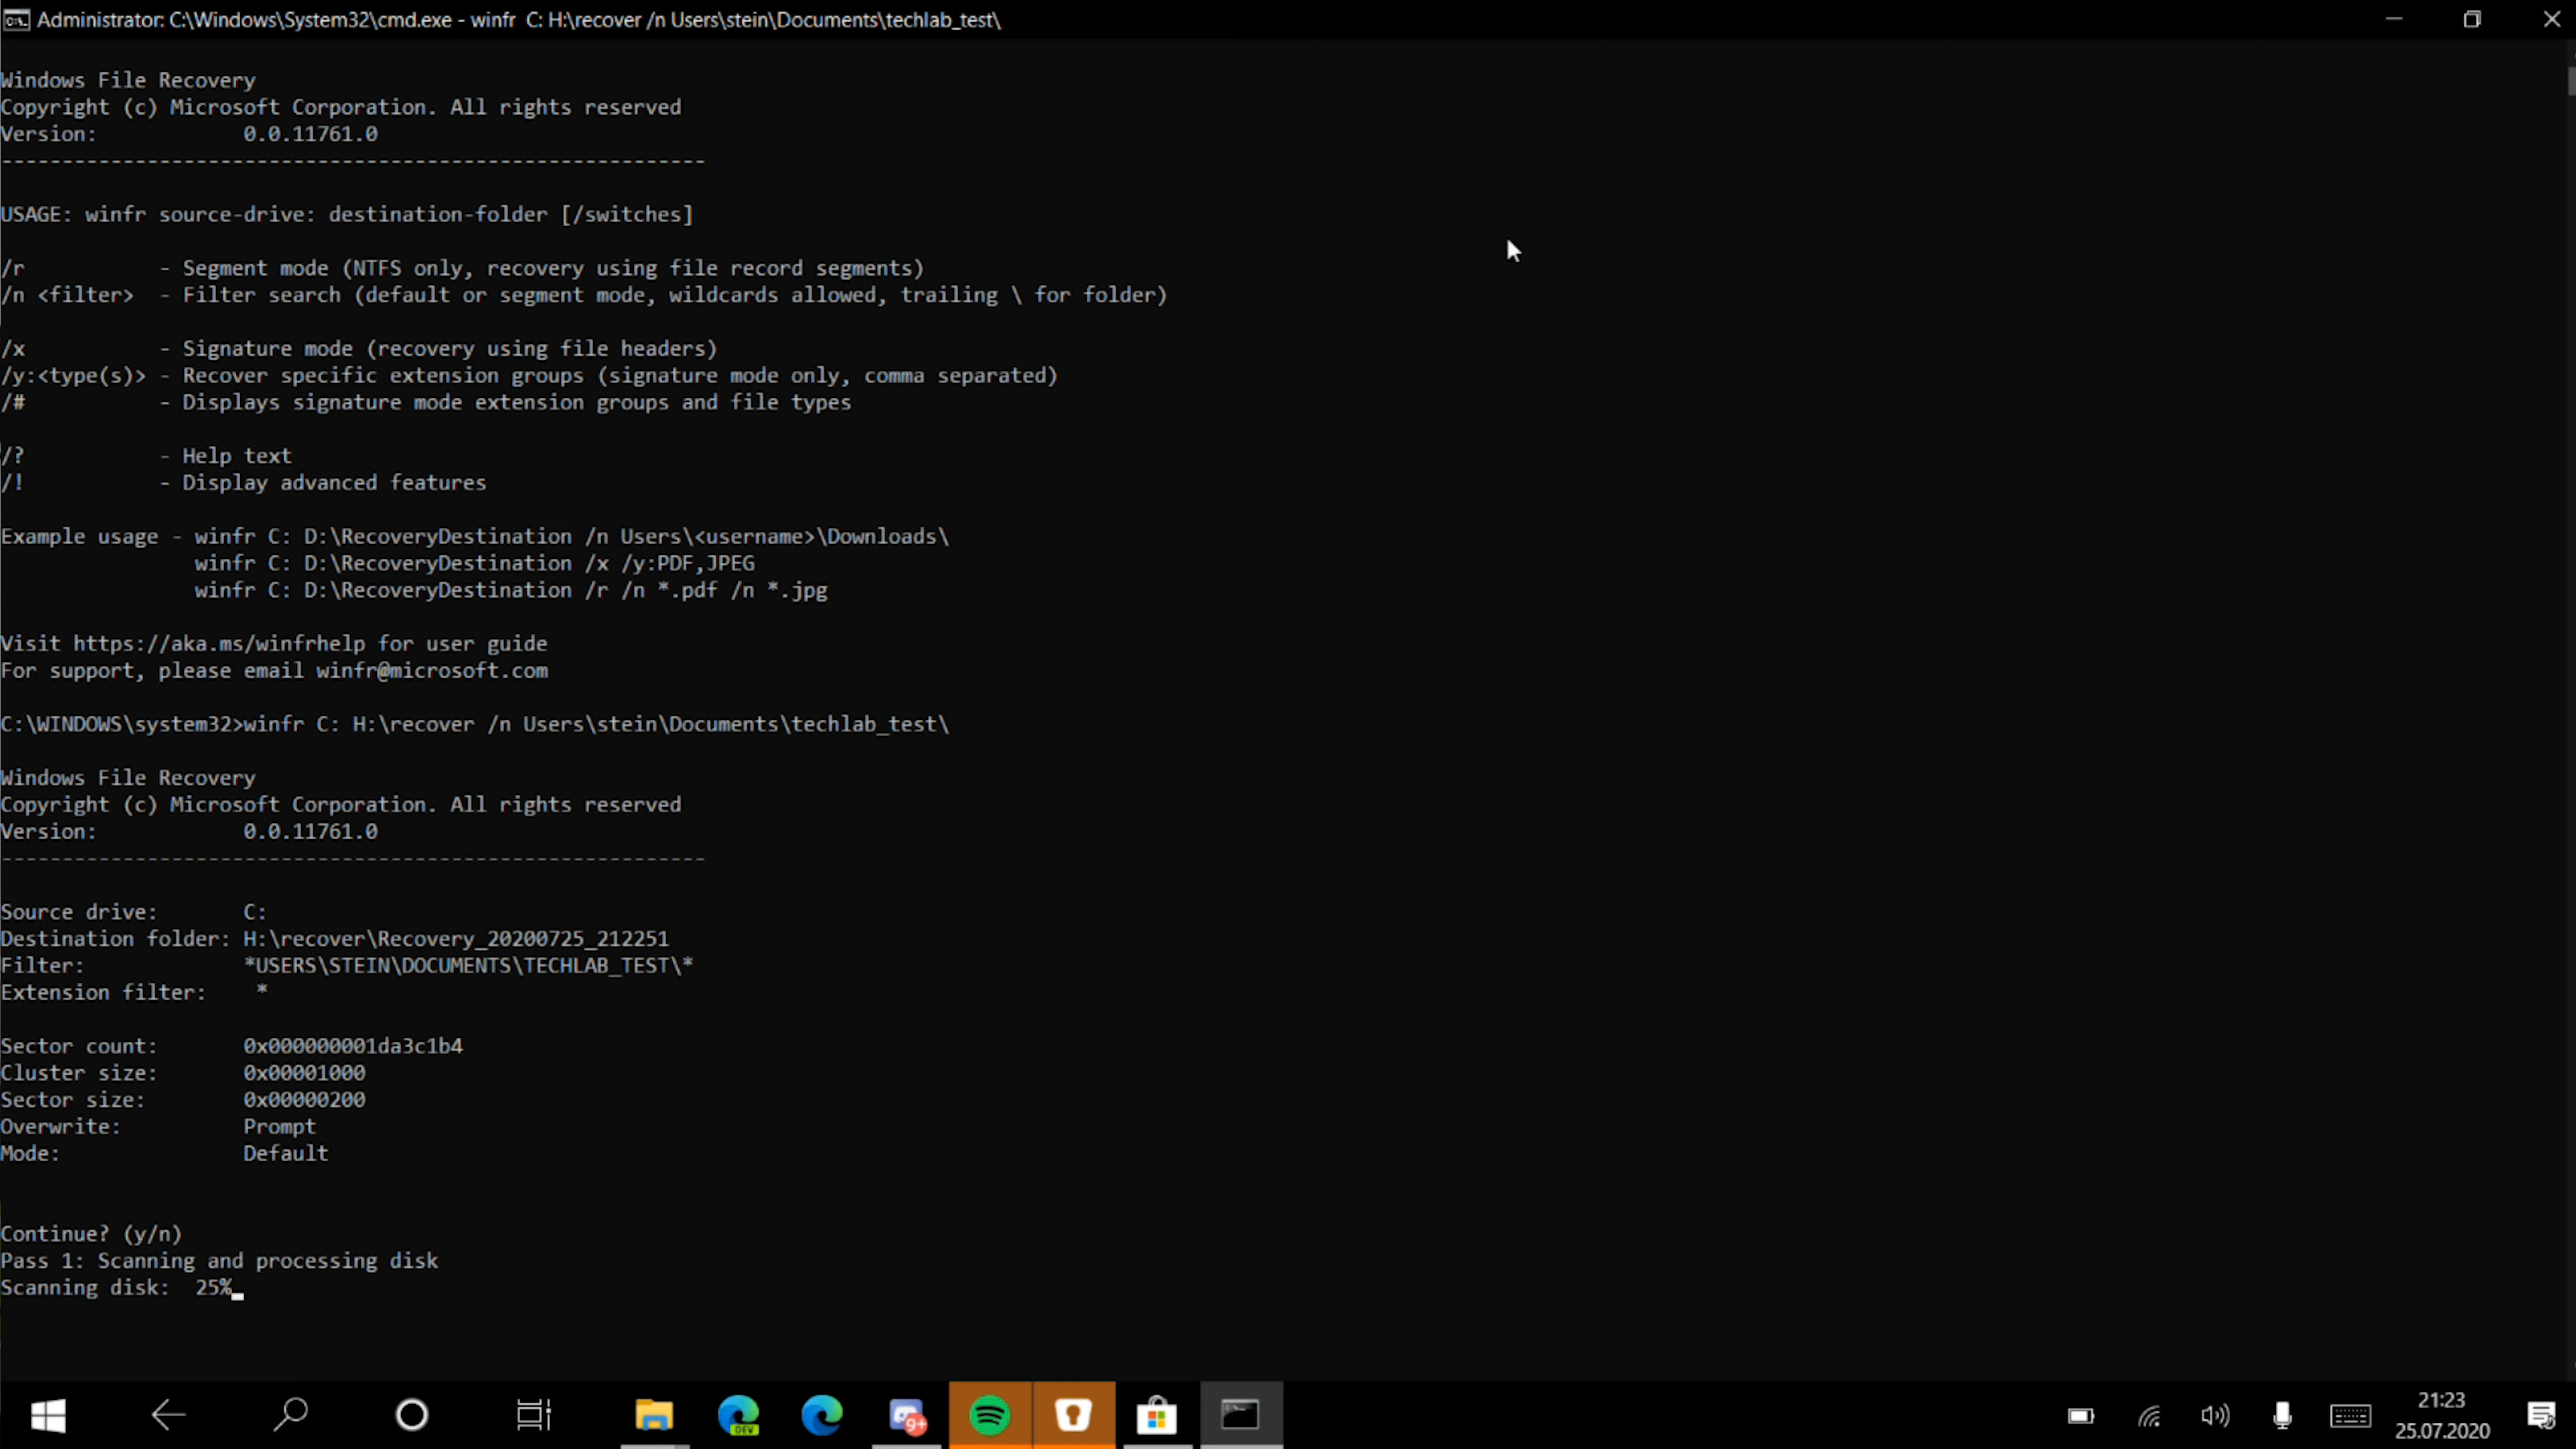 Administrator: C:\Windows\System32\cmd.exe - winfr  C: H:\recover /n Users\stein\Documents\techlab_test\
Windows File Recovery
Copyright (c) Microsoft Corporation. All rights reserved
Version:            0.0.11761.0
----------------------------------------------------------
USAGE: winfr source-drive: destination-folder [/switches]
/r           - Segment mode (NTFS only, recovery using file record segments)
/n <filter>  - Filter search (default or segment mode, wildcards allowed, trailing \ for folder)
/x           - Signature mode (recovery using file headers)
/y:<type(s)> - Recover specific extension groups (signature mode only, comma separated)
/#           - Displays signature mode extension groups and file types
/?           - Help text
/!           - Display advanced features
Example usage - winfr C: D:\RecoveryDestination /n Users\<username>\Downloads\
                winfr C: D:\RecoveryDestination /x /y:PDF,JPEG
                winfr C: D:\RecoveryDestination /r /n *.pdf /n *.jpg
Visit https://aka.ms/winfrhelp for user guide
For support, please email winfr@microsoft.com
C:\WINDOWS\system32>winfr C: H:\recover /n Users\stein\Documents\techlab_test\
Windows File Recovery
Copyright (c) Microsoft Corporation. All rights reserved
Version:            0.0.11761.0
----------------------------------------------------------
Source drive:       C:
Destination folder: H:\recover\Recovery_20200725_212251
Filter:             *USERS\STEIN\DOCUMENTS\TECHLAB_TEST\*
Extension filter:    *
Sector count:       0x000000001da3c1b4
Cluster size:       0x00001000
Sector size:        0x00000200
Overwrite:          Prompt
Mode:               Default
Continue? (y/n)
Pass 1: Scanning and processing disk
Scanning disk:  25%
DEV
9+
21:23
25.07.2020